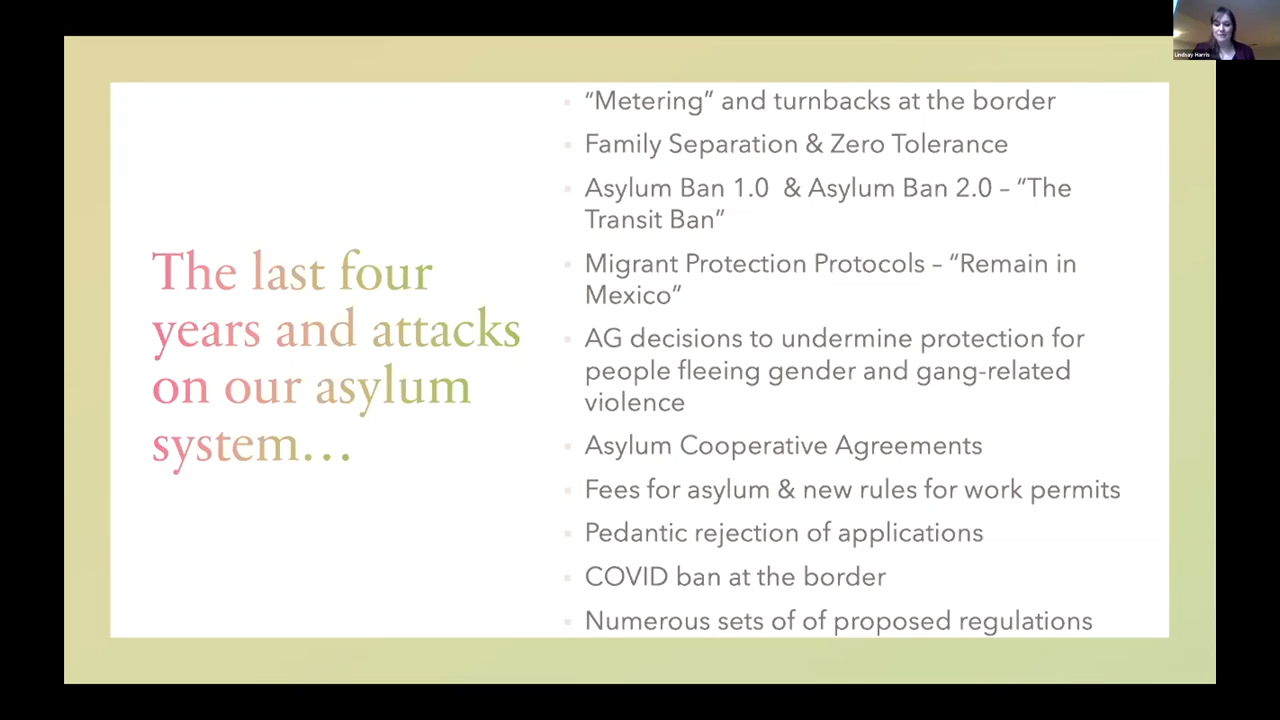 The last four
years and attacks
on our asylum
system…
“Metering” and turnbacks at the border
Family Separation & Zero Tolerance
Asylum Ban 1.0 & Asylum Ban 2.0 – “The
Transit Ban”
Migrant Protection Protocols – “Remain in
Mexico”
AG decisions to undermine protection for
people fleeing gender and gang-related
violence
Asylum Cooperative Agreements
Fees for asylum & new rules for work permits
Pedantic rejection of applications
COVID ban at the border
Numerous sets of of proposed regulations
Lindsay Harris